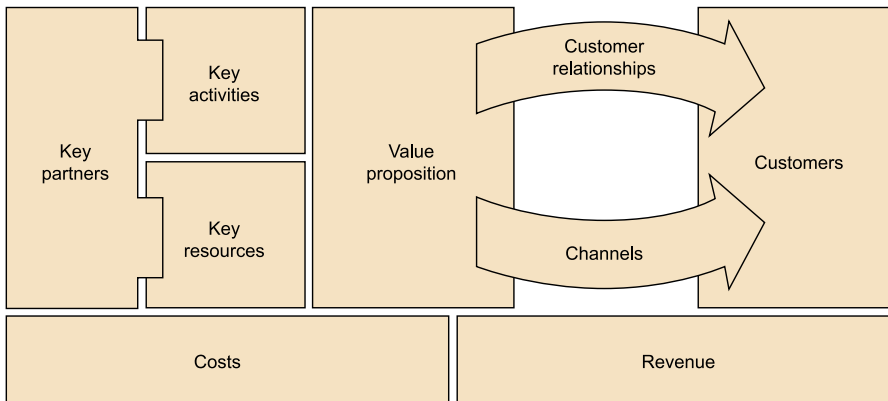 Key
partners
Key
activities
Key
resources
Value
proposition
Customer
relationships
Channels
Customers
Costs
Revenue